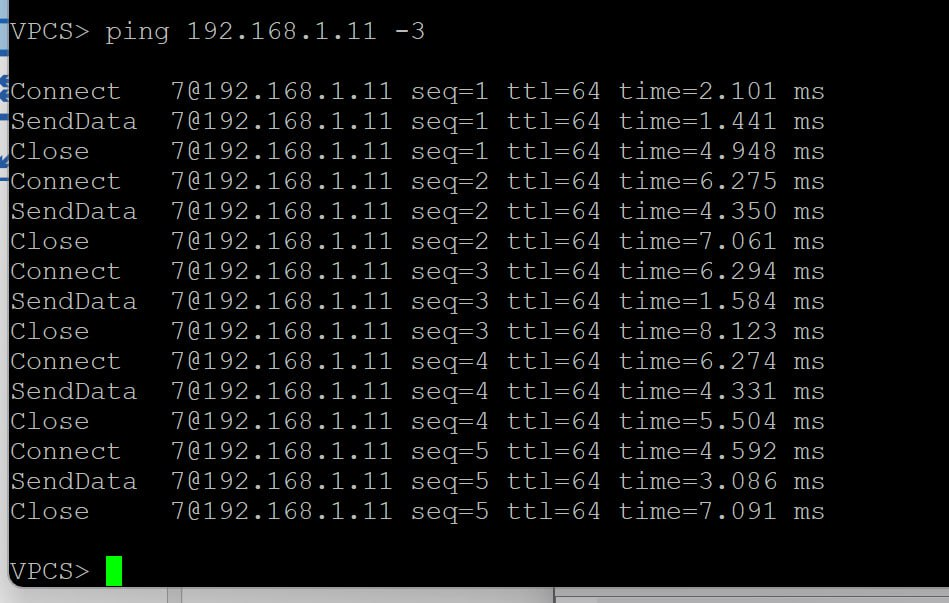 VPCS> ping 192.168.1.11 -3
Connect 7@192.168.1.11 seq=1 ttl=64 time=2.101 ms
SendData 7@192.168.1.11 seq=1 ttl=64 time=1.441 ms
Close 7@192.168.1.11 seq=1 ttl=64 time=4.948 ms
Connect 7@192.168.1.11 seq=2 ttl=64 time=6.275 ms
SendData 7@192.168.1.11 seq=2 ttl=64 time=4.350 ms
Close 7@192.168.1.11 seq=2 ttl=64 time=7.061 ms
Connect 7@192.168.1.11 seq=3 ttl=64 time=6.294 ms
SendData 7@192.168.1.11 seq=3 ttl=64 time=1.584 ms
Close 7@192.168.1.11 seq=3 ttl=64 time=8.123 ms
Connect 7@192.168.1.11 seq=4 ttl=64 time=6.274 ms
SendData 7@192.168.1.11 seq=4 ttl=64 time=4.331 ms
Close 7@192.168.1.11 seq=4 ttl=64 time=5.504 ms
Connect 7@192.168.1.11 seq=5 ttl=64 time=4.592 ms
SendData 7@192.168.1.11 seq=5 ttl=64 time=3.086 ms
Close 7@192.168.1.11 seq=5 ttl=64 time=7.091 ms
VPCS>